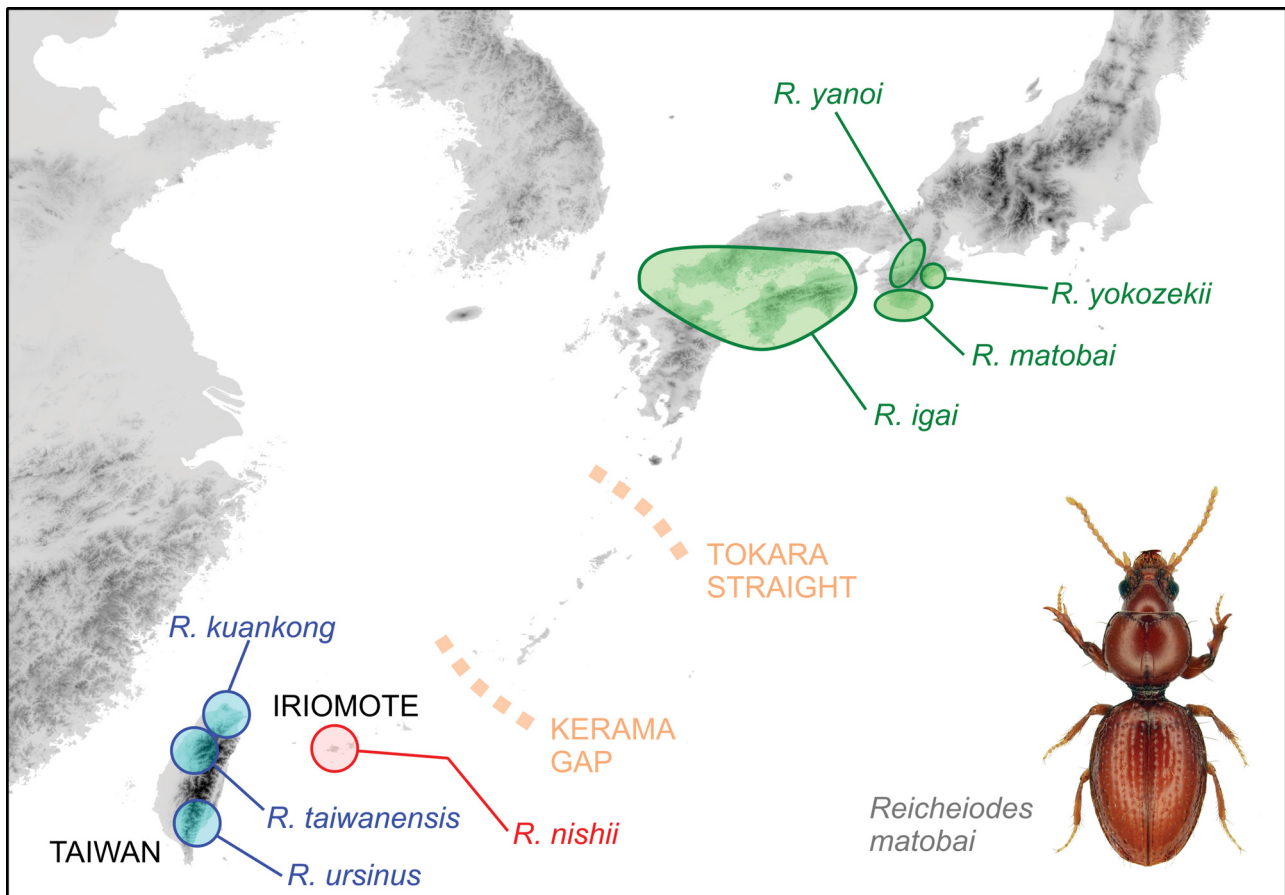 R. yanoi
R. yokozekii
R. matobai
R. igai
TOKARA
STRAIGHT
R. kuankong
IRIOMOTE
KERAMA
GAP
R. taiwanensis
R. nishii
TAIWAN
R. ursinus
Reicheiodes
matobai